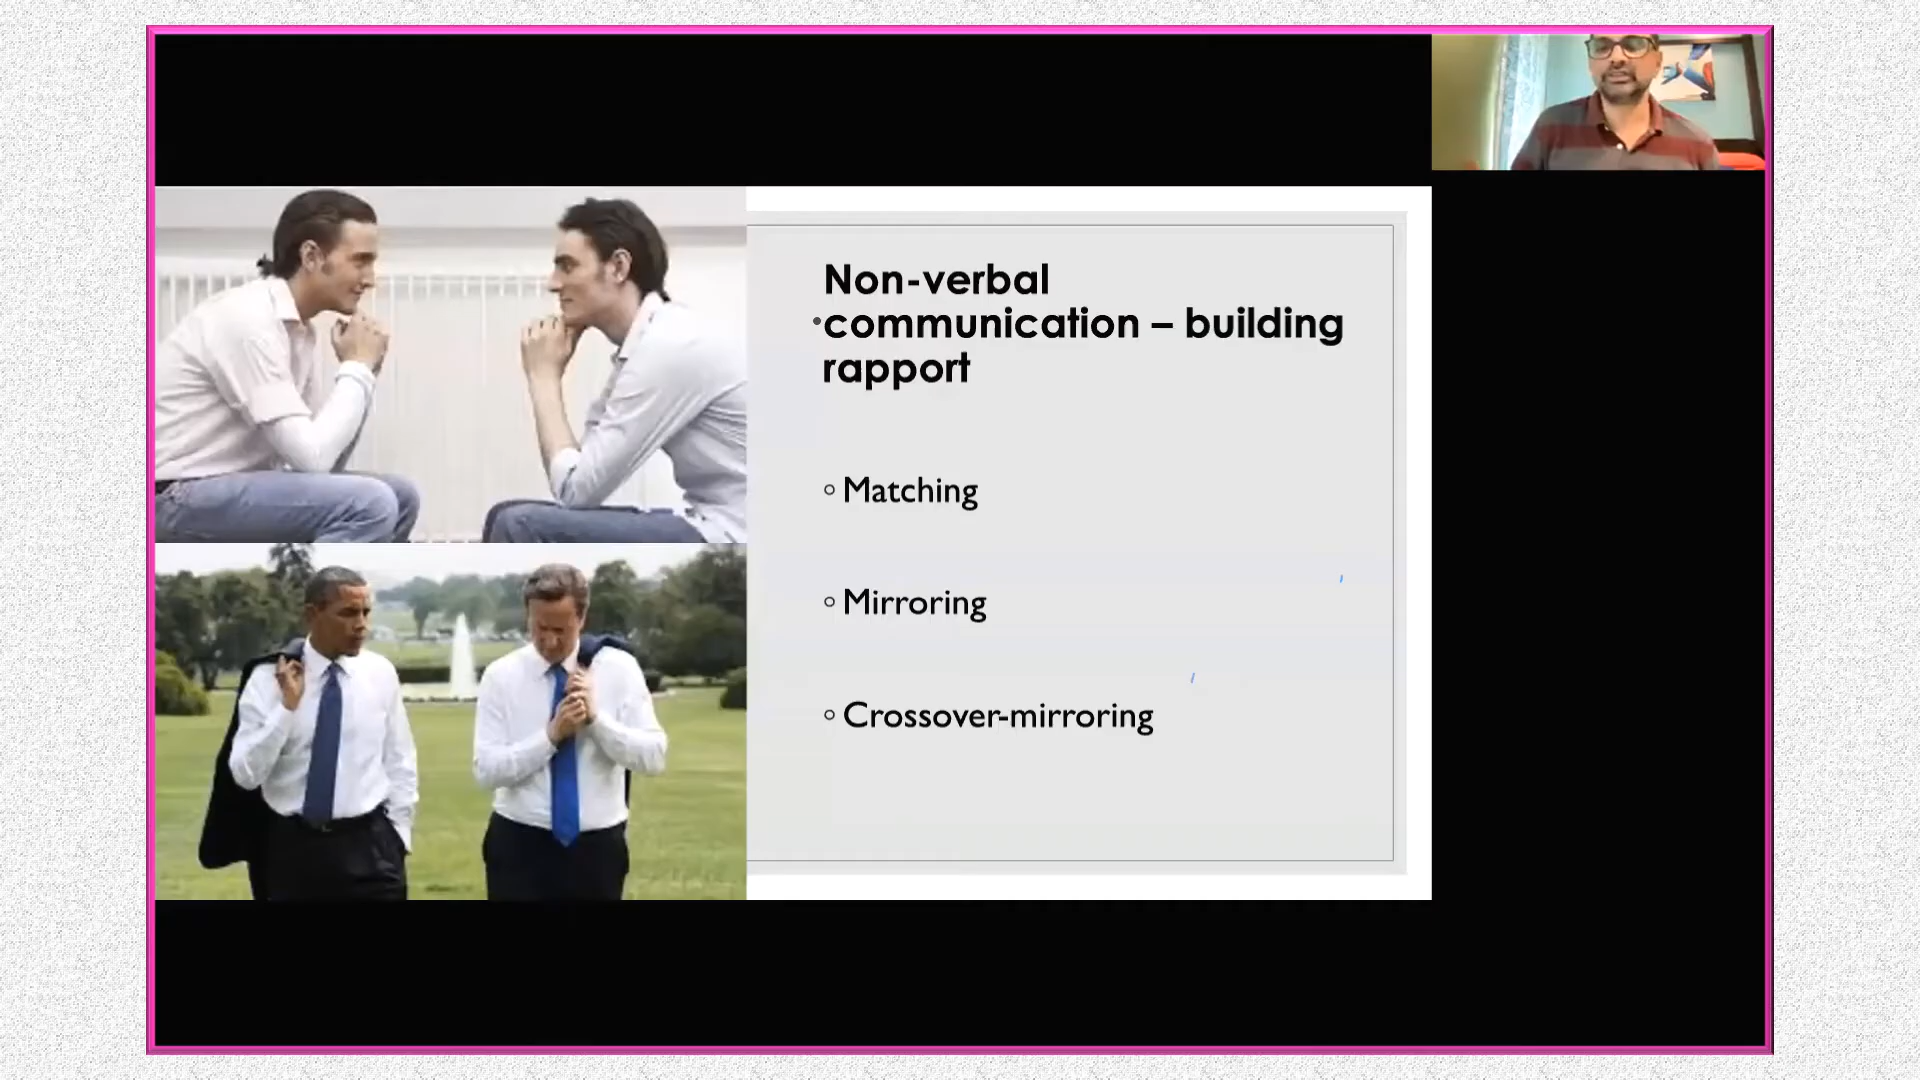 Non-verbal
communication – building
rapport
Matching
Mirroring
Crossover-mirroring